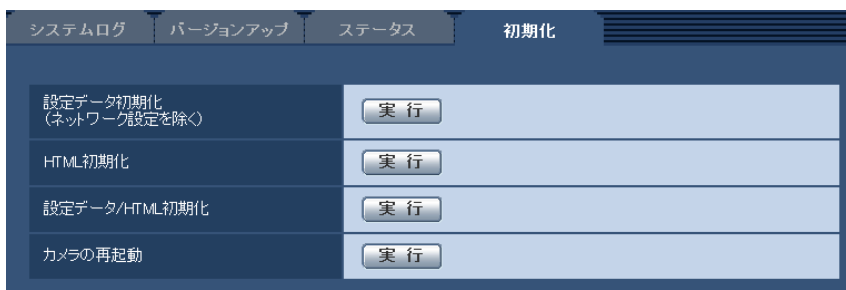 システムログ バージョンアップ ステータス 初期化
設定データ初期化
(ネットワーク設定を除く)
実 行
HTML初期化
実 行
設定データ/HTML初期化
実 行
カメラの再起動
実 行